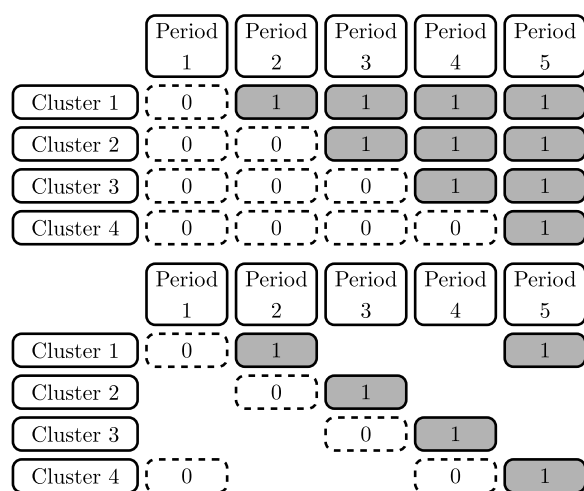 Period Period Period Period Period
1 2 3 4 5
Cluster 1 0 1 1 1 1
Cluster 2 0 0 1 1 1
Cluster 3 0 0 0 1 1
Cluster 4 0 0 0 0 1
Period Period Period Period Period
1 2 3 4 5
Cluster 1 0 1 1
Cluster 2 0 1
Cluster 3 0 1
Cluster 4 0 0 1